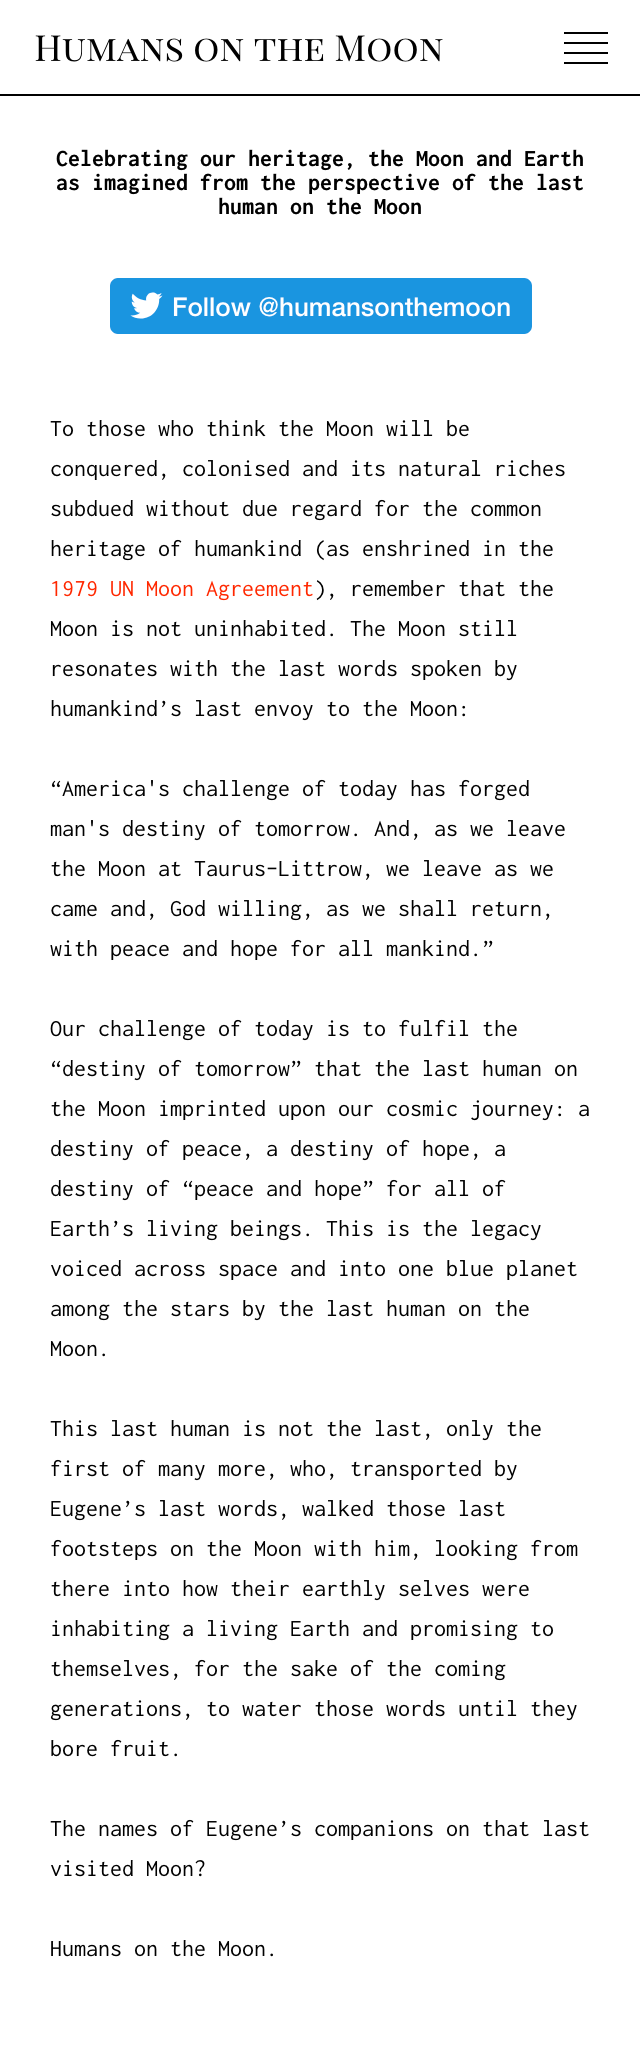 Humans on the Moon
Celebrating our heritage, the Moon and Earth
as imagined from the perspective of the last
human on the Moon
Follow @humansonthemoon
To those who think the Moon will be
conquered, colonised and its natural riches
subdued without due regard for the common
heritage of humankind (as enshrined in the
1979 UN Moon Agreement), remember that the
Moon is not uninhabited. The Moon still
resonates with the last words spoken by
humankind’s last envoy to the Moon:
“America's challenge of today has forged
man's destiny of tomorrow. And, as we leave
the Moon at Taurus-Littrow, we leave as we
came and, God willing, as we shall return,
with peace and hope for all mankind.”
Our challenge of today is to fulfil the
“destiny of tomorrow” that the last human on
the Moon imprinted upon our cosmic journey: a
destiny of peace, a destiny of hope, a
destiny of “peace and hope” for all of
Earth’s living beings. This is the legacy
voiced across space and into one blue planet
among the stars by the last human on the
Moon.
This last human is not the last, only the
first of many more, who, transported by
Eugene’s last words, walked those last
footsteps on the Moon with him, looking from
there into how their earthly selves were
inhabiting a living Earth and promising to
themselves, for the sake of the coming
generations, to water those words until they
bore fruit.
The names of Eugene’s companions on that last
visited Moon?
Humans on the Moon.